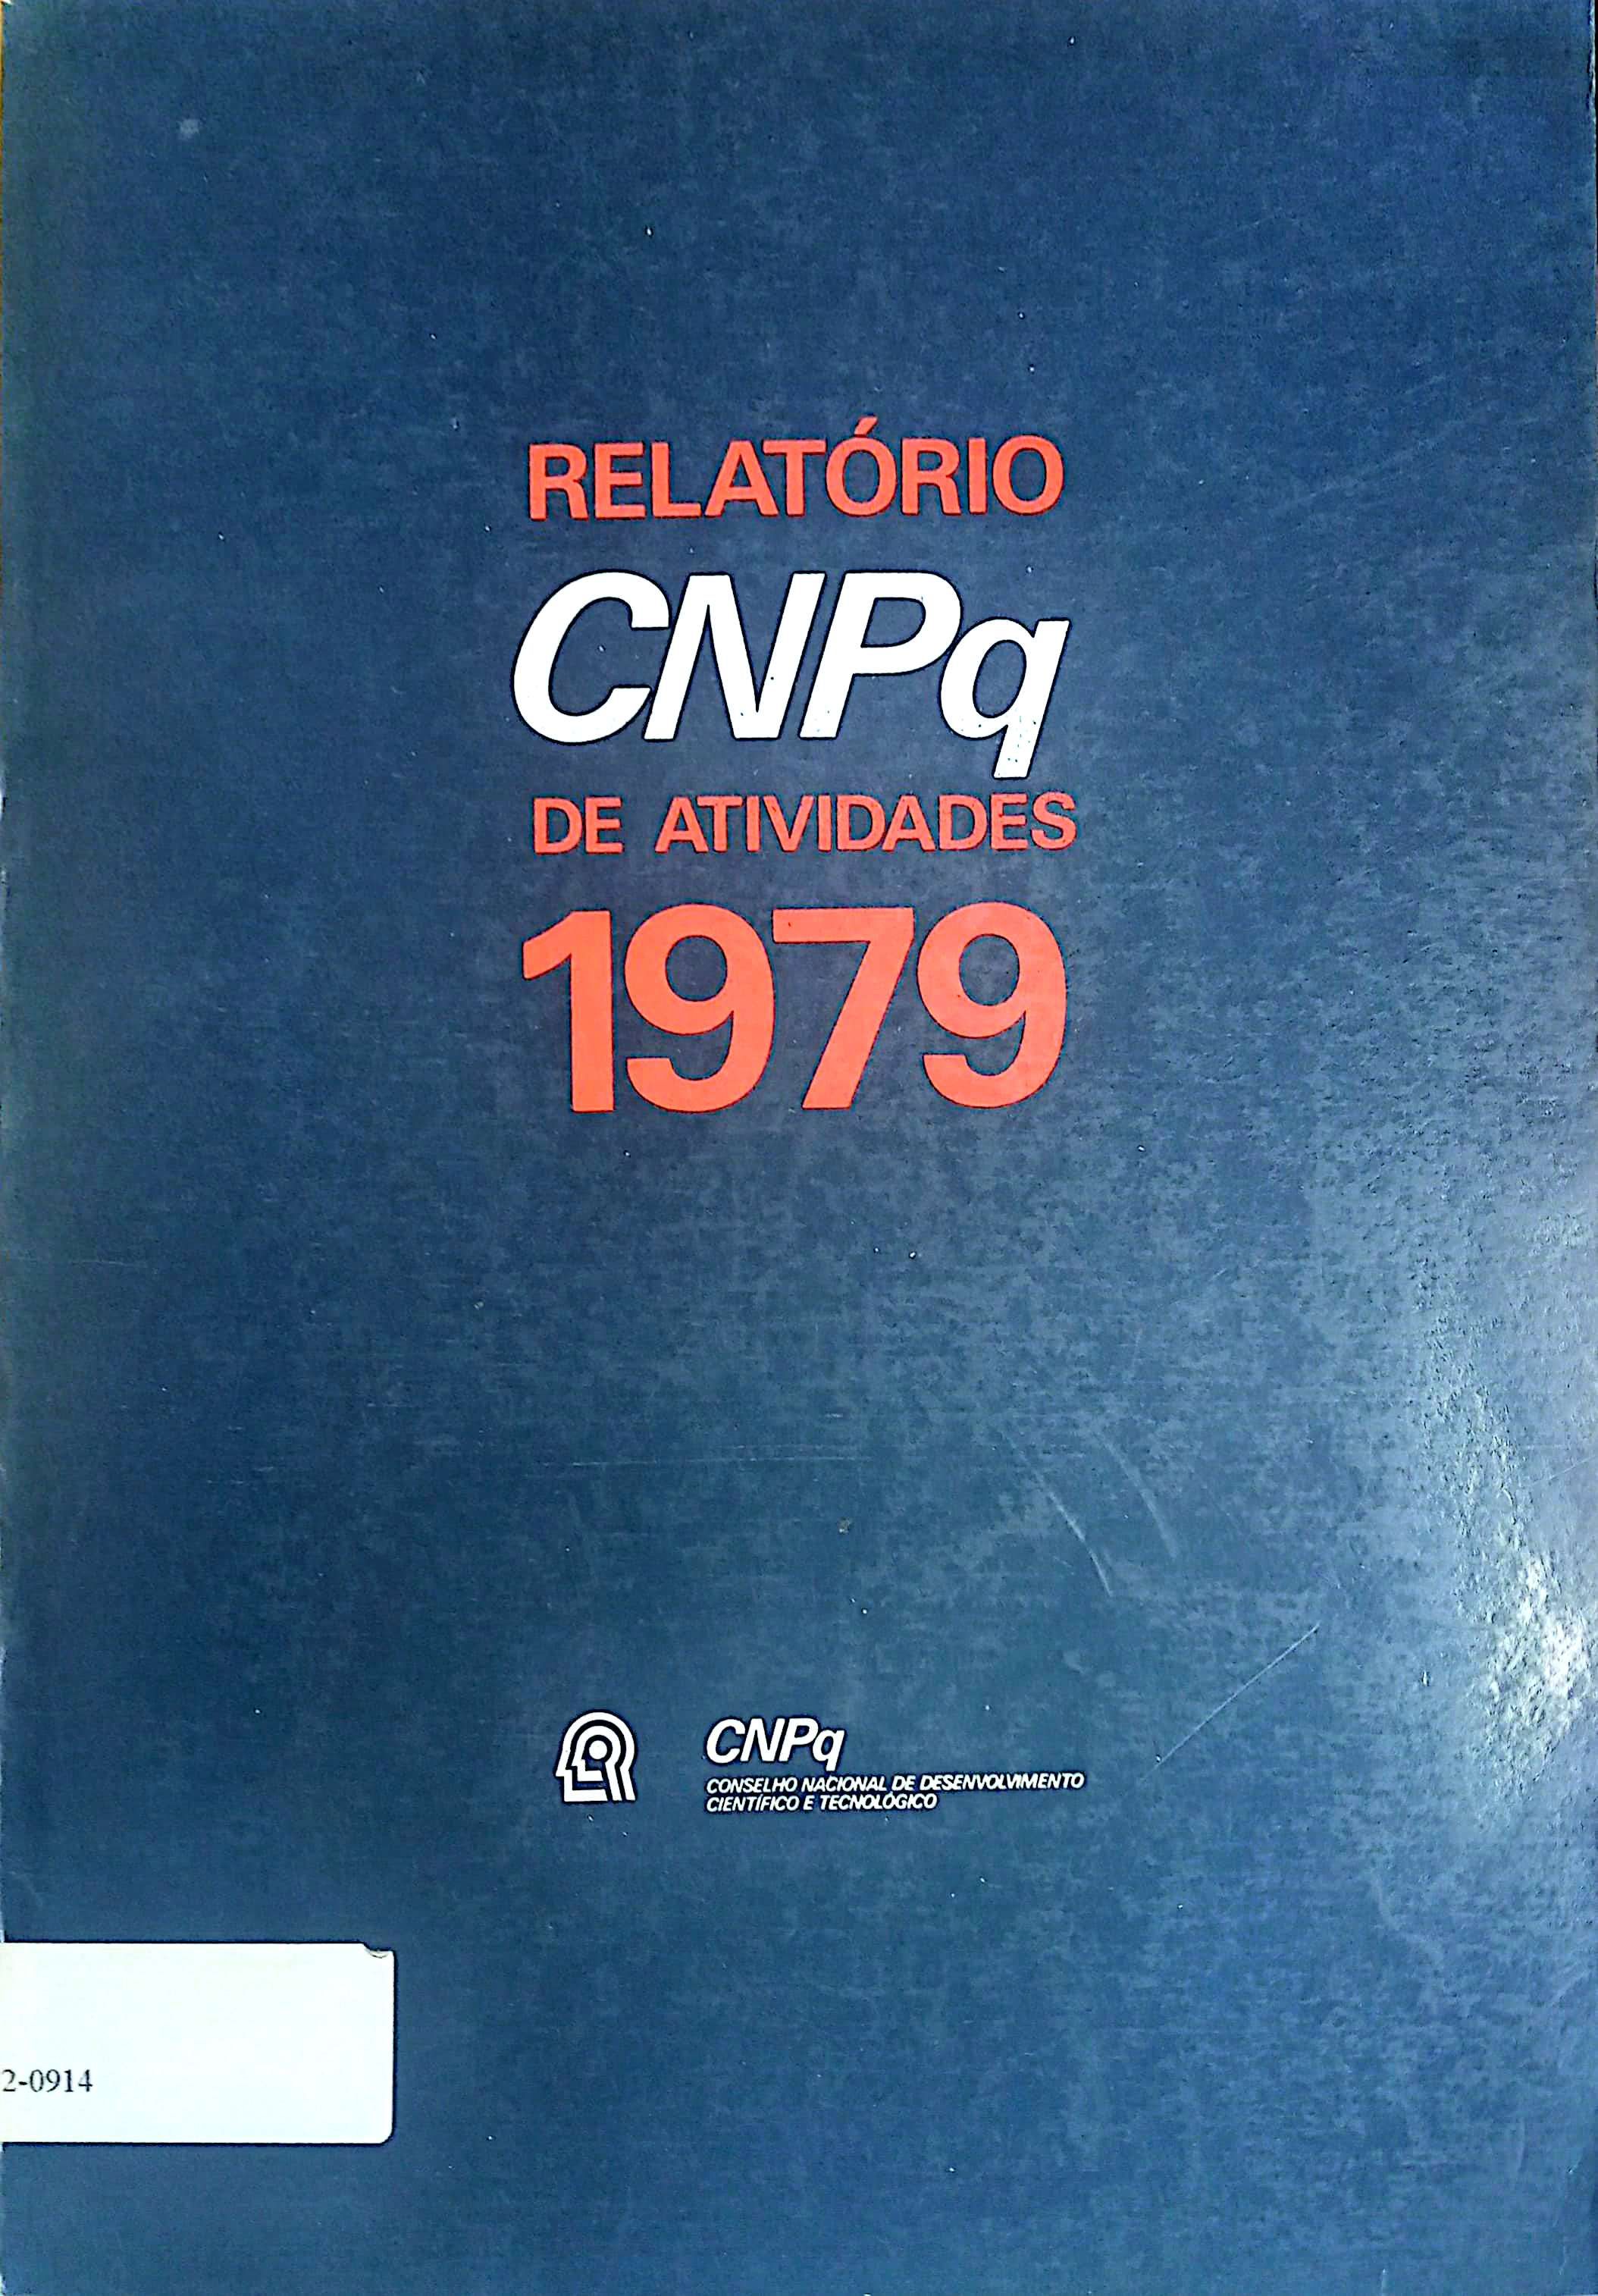 RELATÓRIO
CNPq
DE ATIVIDADES
1979
CNPq
CONSELHO NACIONAL DE DESENVOLVIMENTO
CIENTÍFICO E TECNOLÓGICO
2-0914